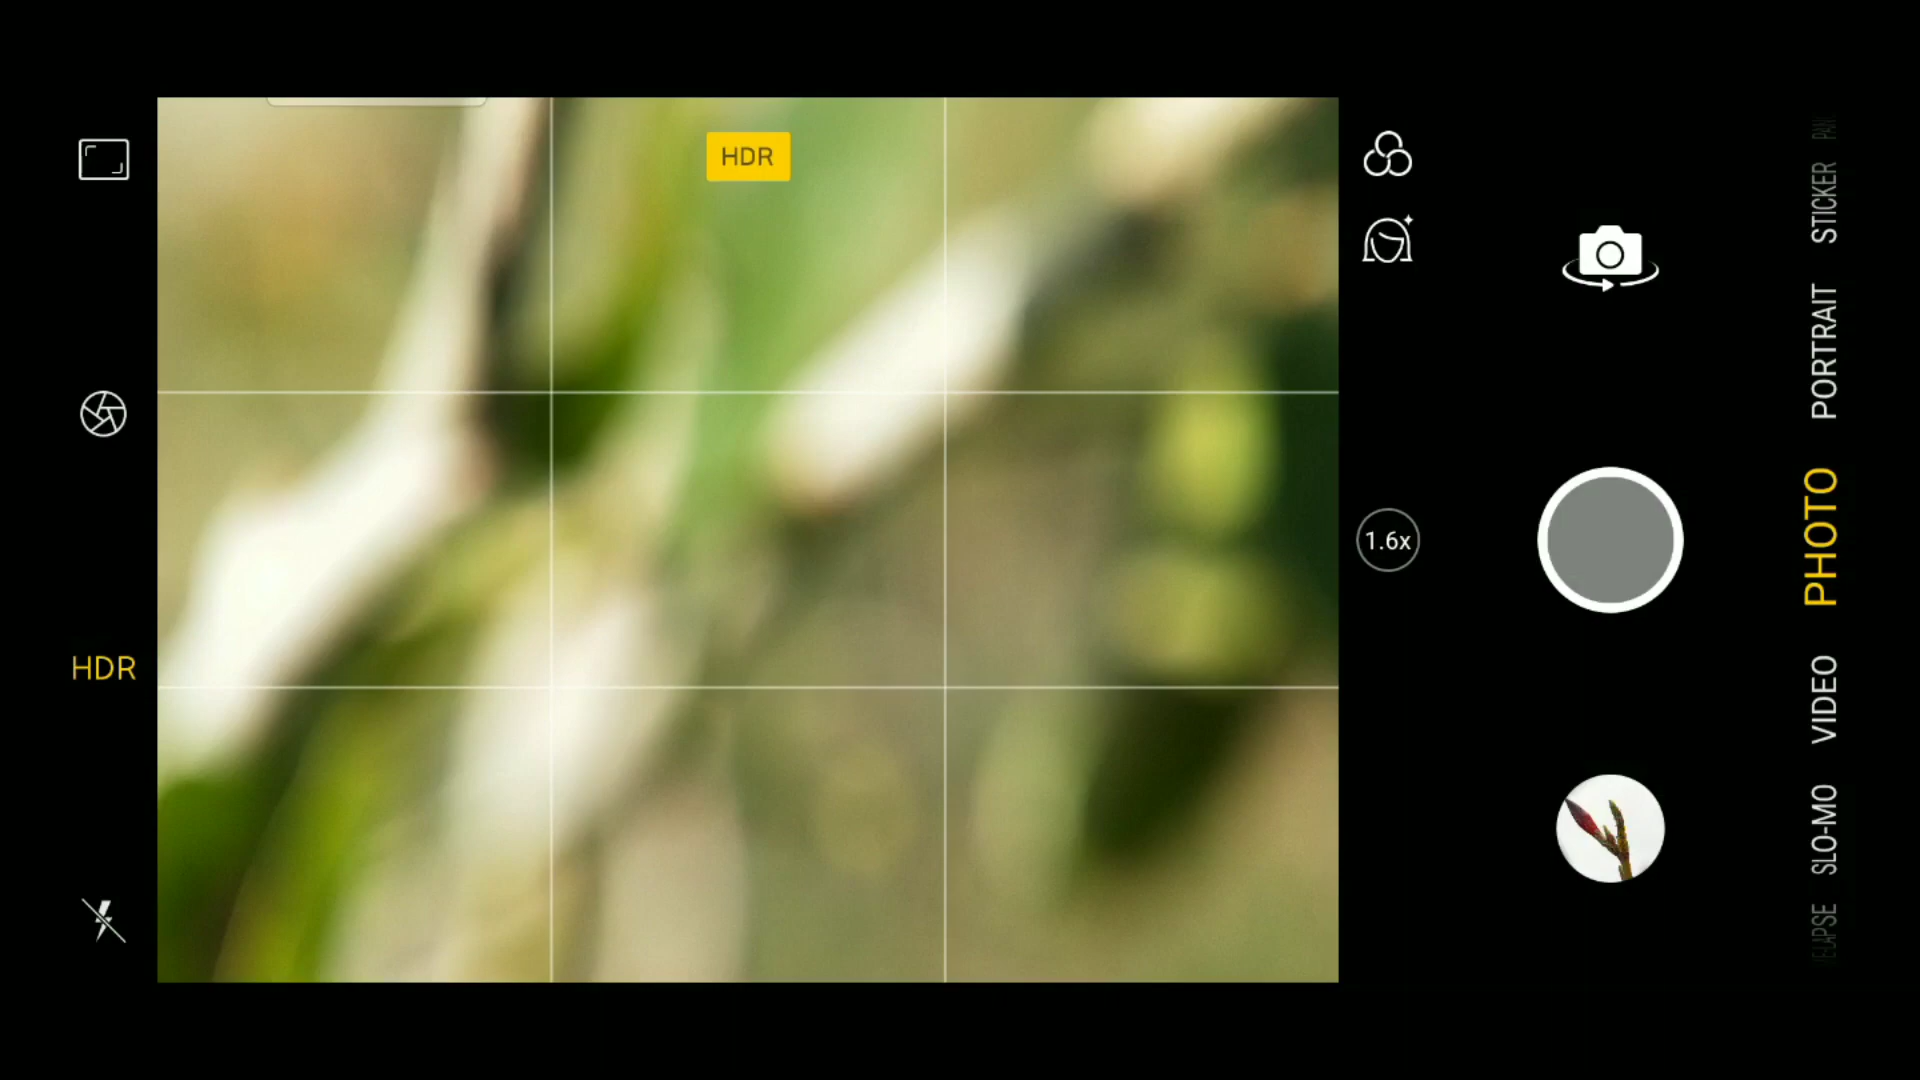 HDR
HDR
1.6x
STICKER
PORTRAIT
PHOTO
VIDEO
SLO-MO